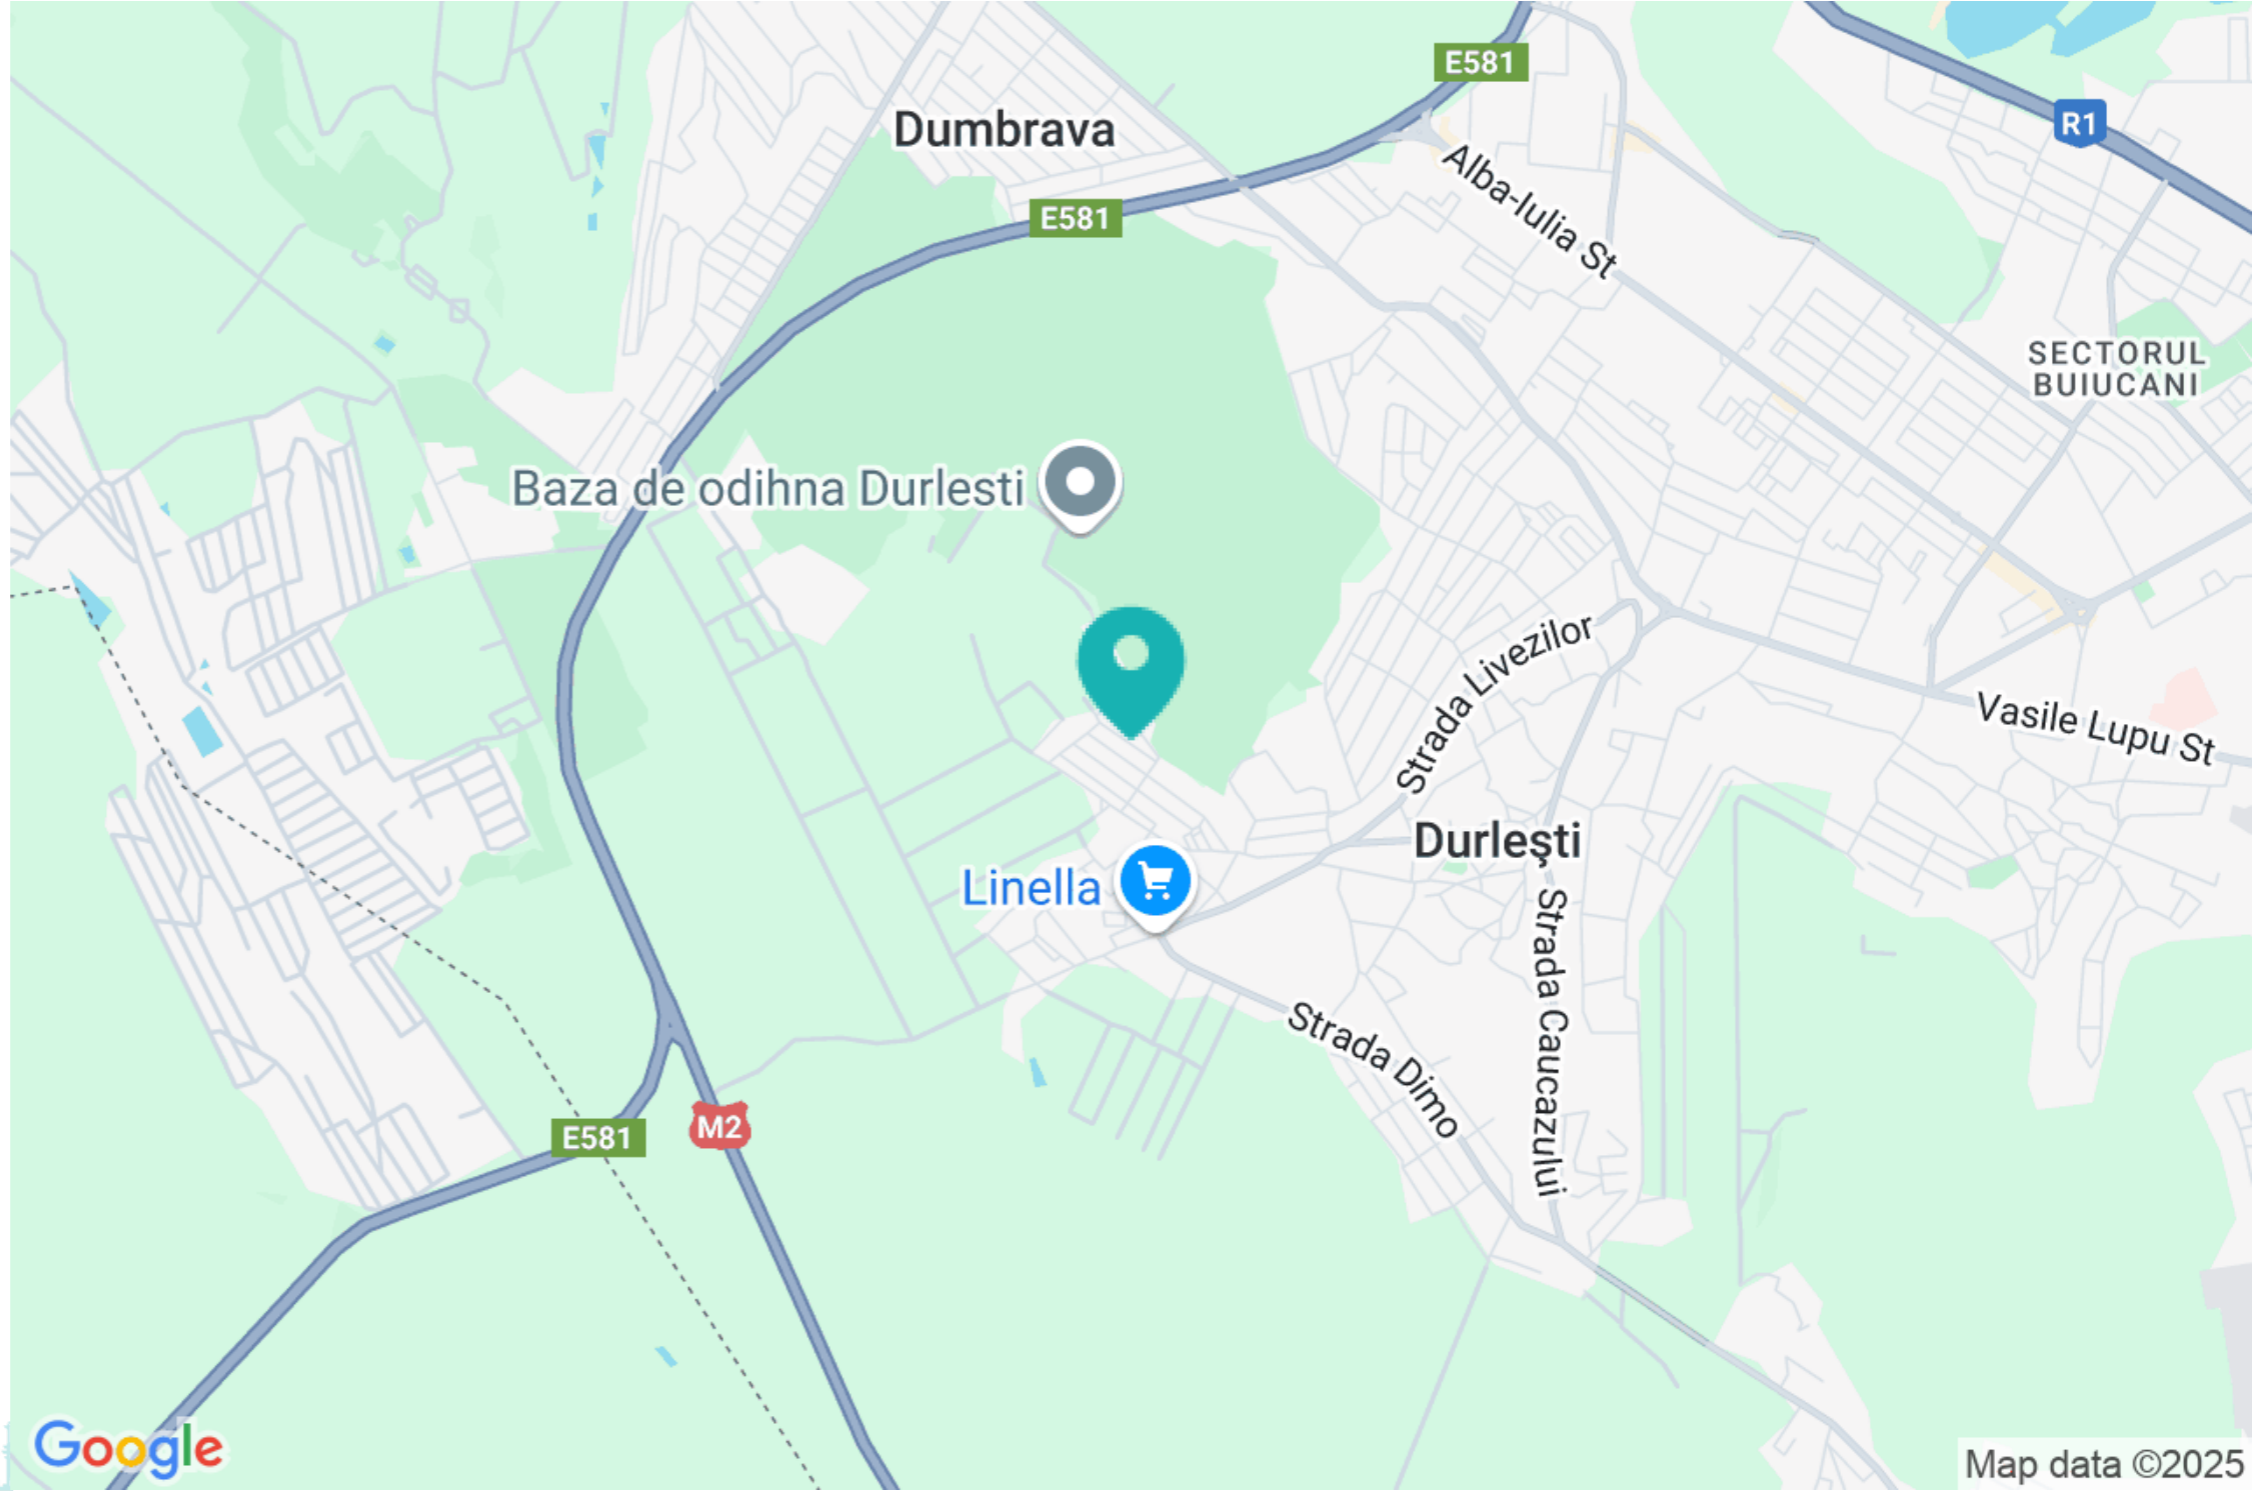 E581
Dumbrava
R1
Alba-Iulia St
E581
SECTORUL
BUIUCANI
Baza de odihna Durlesti
Strada Livezilor
Vasile Lupu St
Durlești
Linella
Strada Caucazului
Strada Dimo
E581
M2
Google
Map data ©2025